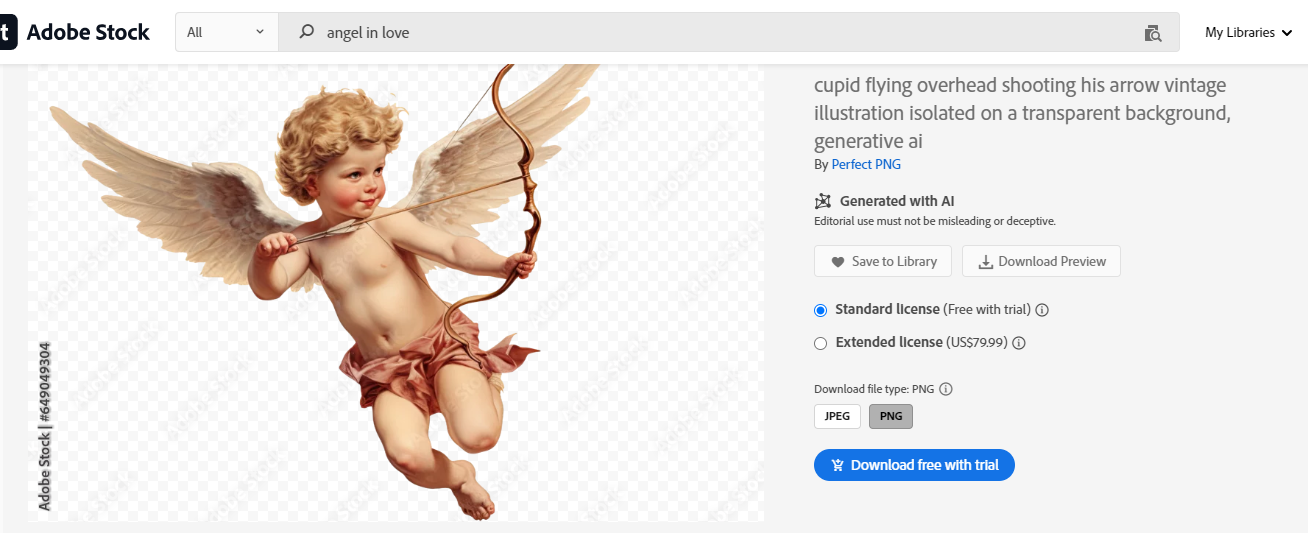 t Adobe Stock
All
angel in love
My Libraries
cupid flying overhead shooting his arrow vintage
illustration isolated on a transparent background,
generative ai
By Perfect PNG
Generated with AI
Editorial use must not be misleading or deceptive.
Save to Library
Download Preview
Standard license (Free with trial)
Extended license (US$79.99)
Download file type: PNG
JPEG
PNG
Download free with trial
Adobe Stock | #649049304